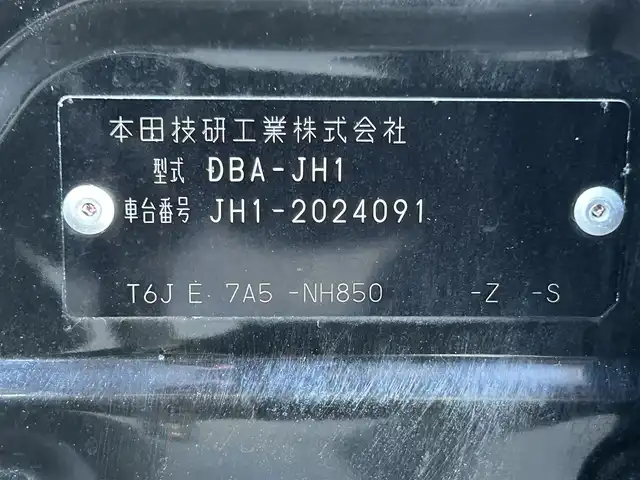 本田技研工業株式会社
型式 DBA-JH1
車台番号 JH1-2024091
T6J E 7A5 -NH850 -Z -S